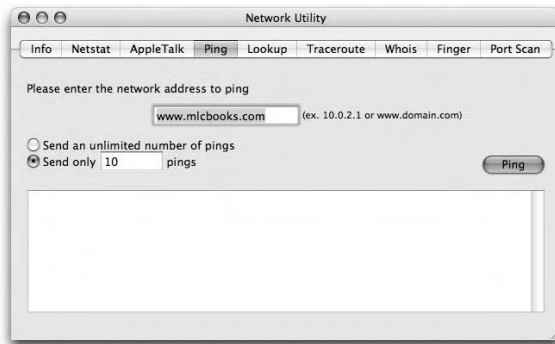 Network Utility
Info Netstat AppleTalk Ping Lookup Traceroute Whois Finger Port Scan
Please enter the network address to ping
www.mlcbooks.com (ex. 10.0.2.1 or www.domain.com)
Send an unlimited number of pings
Send only 10 pings
Ping